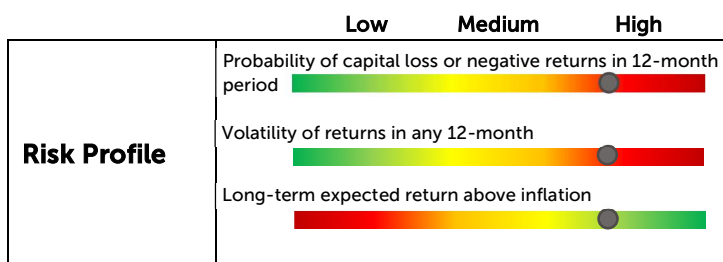 Low Medium High
Probability of capital loss or negative returns in 12-month
period
Volatility of returns in any 12-month
Risk Profile
Long-term expected return above inflation